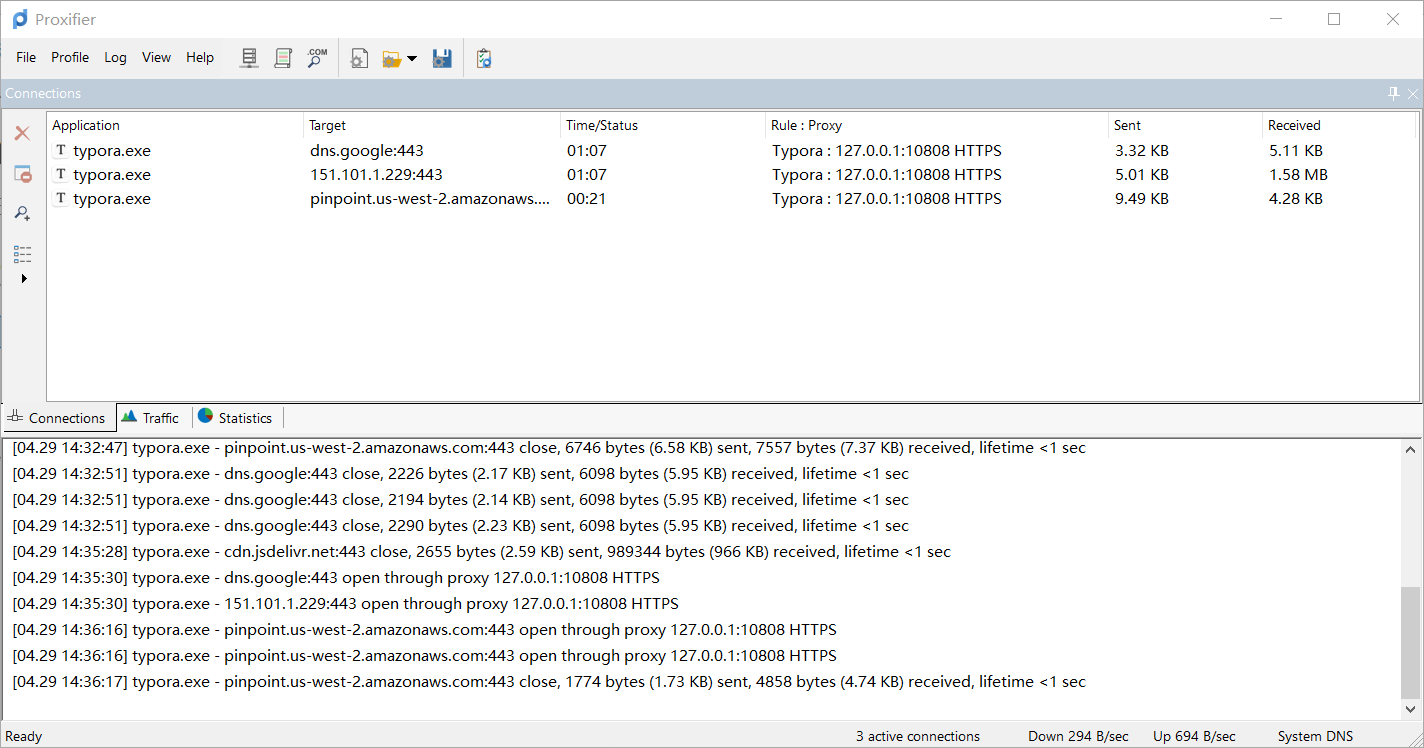 Proxifier
File Profile Log View Help .COM
Connections
Application Target Time/Status Rule : Proxy Sent Received
T typora.exe dns.google:443 01:07 Typora : 127.0.0.1:10808 HTTPS 3.32 KB 5.11 KB
T typora.exe 151.101.1.229:443 01:07 Typora : 127.0.0.1:10808 HTTPS 5.01 KB 1.58 MB
T typora.exe pinpoint.us-west-2.amazonaws.... 00:21 Typora : 127.0.0.1:10808 HTTPS 9.49 KB 4.28 KB
Connections Traffic Statistics
[04.29 14:32:47] typora.exe - pinpoint.us-west-2.amazonaws.com:443 close, 6746 bytes (6.58 KB) sent, 7557 bytes (7.37 KB) received, lifetime <1 sec
[04.29 14:32:51] typora.exe - dns.google:443 close, 2226 bytes (2.17 KB) sent, 6098 bytes (5.95 KB) received, lifetime <1 sec
[04.29 14:32:51] typora.exe - dns.google:443 close, 2194 bytes (2.14 KB) sent, 6098 bytes (5.95 KB) received, lifetime <1 sec
[04.29 14:32:51] typora.exe - dns.google:443 close, 2290 bytes (2.23 KB) sent, 6098 bytes (5.95 KB) received, lifetime <1 sec
[04.29 14:35:28] typora.exe - cdn.jsdelivr.net:443 close, 2655 bytes (2.59 KB) sent, 989344 bytes (966 KB) received, lifetime <1 sec
[04.29 14:35:30] typora.exe - dns.google:443 open through proxy 127.0.0.1:10808 HTTPS
[04.29 14:35:30] typora.exe - 151.101.1.229:443 open through proxy 127.0.0.1:10808 HTTPS
[04.29 14:36:16] typora.exe - pinpoint.us-west-2.amazonaws.com:443 open through proxy 127.0.0.1:10808 HTTPS
[04.29 14:36:16] typora.exe - pinpoint.us-west-2.amazonaws.com:443 open through proxy 127.0.0.1:10808 HTTPS
[04.29 14:36:17] typora.exe - pinpoint.us-west-2.amazonaws.com:443 close, 1774 bytes (1.73 KB) sent, 4858 bytes (4.74 KB) received, lifetime <1 sec
Ready 3 active connections Down 294 B/sec Up 694 B/sec System DNS